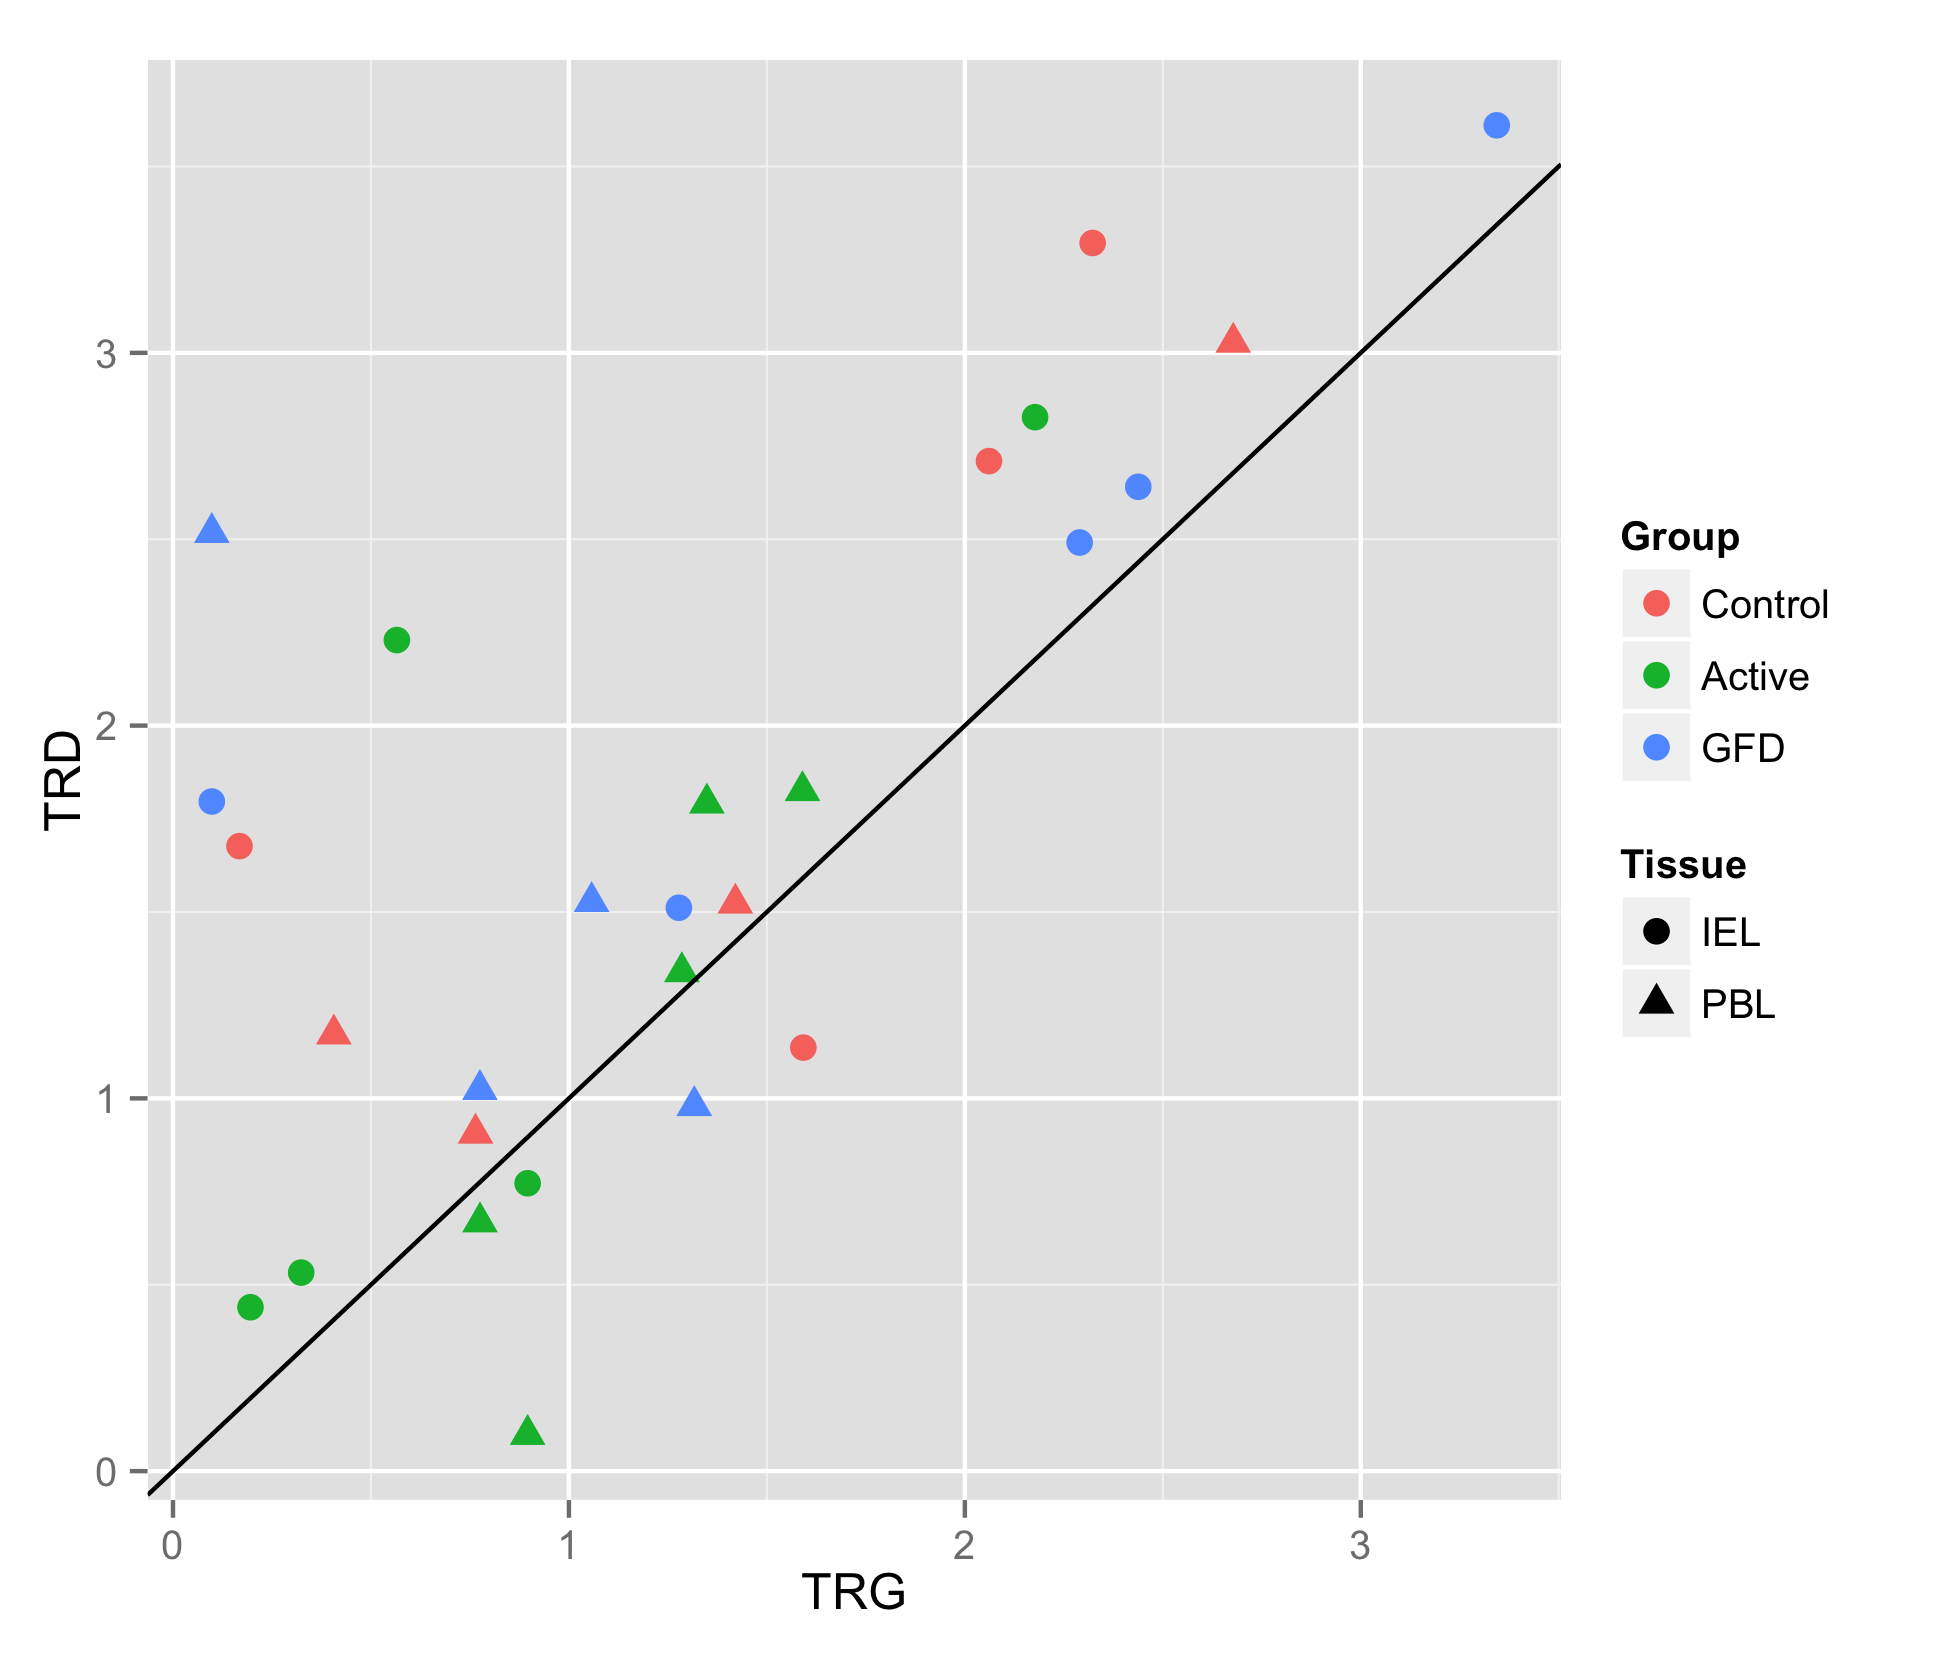 TRD
3
2
1
0
0 1 2 3
TRG
Group
Control
Active
GFD
Tissue
IEL
PBL